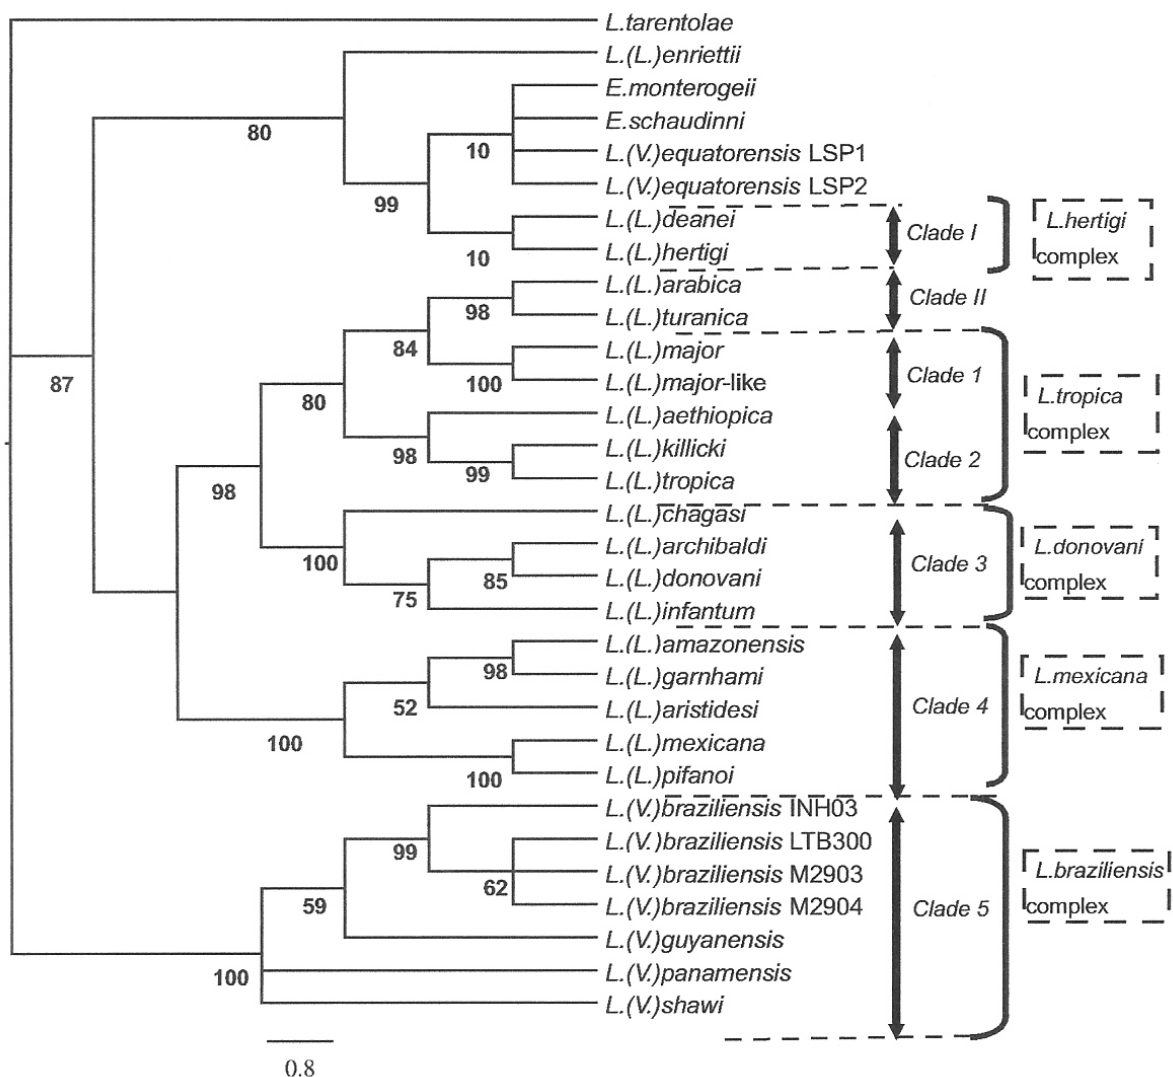 L.tarentolae
L.(L.)enriettii
E.monterogeii
E.schaudinni
80
10
L.(V.)equatorensis LSP1
L.(V.)equatorensis LSP2
99
L.(L.)deanei
Clade I
L.hertigi
complex
10
L.(L.)hertigi
L.(L.)arabica
Clade II
98
L.(L.)turanica
84
L.(L.)major
Clade 1
87
100
L.(L.)major-like
80
L.tropica
complex
L.(L.)aethiopica
98
L.(L.)killicki
Clade 2
99
L.(L.)tropica
98
L.(L.)chagasi
L.(L.)archibaldi
L.donovani
complex
100
Clade 3
85
L.(L.)donovani
75
L.(L.)infantum
L.(L.)amazonensis
98
L.(L.)garnhami
L.mexicana
complex
52
L.(L.)aristidesi
Clade 4
100
L.(L.)mexicana
100
L.(L.)pifanoi
L.(V.)braziliensis INH03
L.(V.)braziliensis LTB300
99
L.(V.)braziliensis M2903
L.braziliensis
complex
62
59
L.(V.)braziliensis M2904
Clade 5
L.(V.)guyanensis
100
L.(V.)panamensis
L.(V.)shawi
0.8